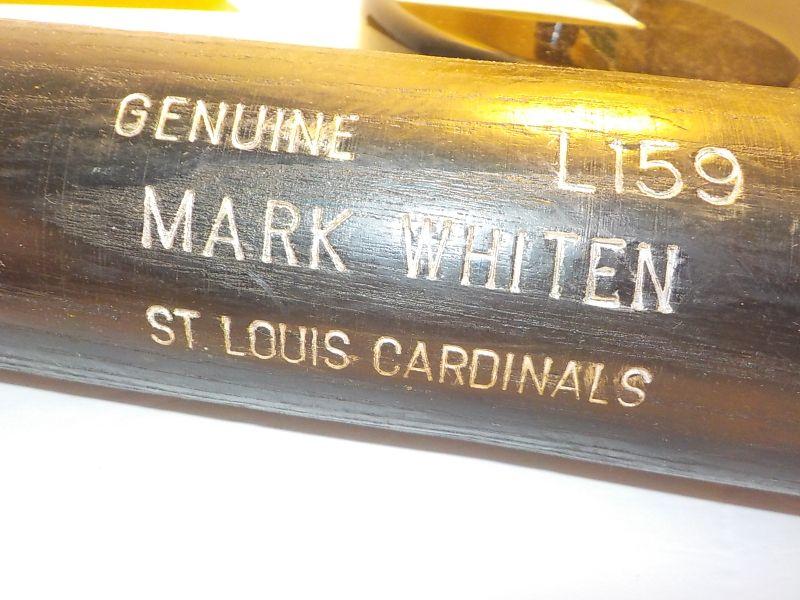 GENUINE L159
MARK WHITEN
ST. LOUIS CARDINALS